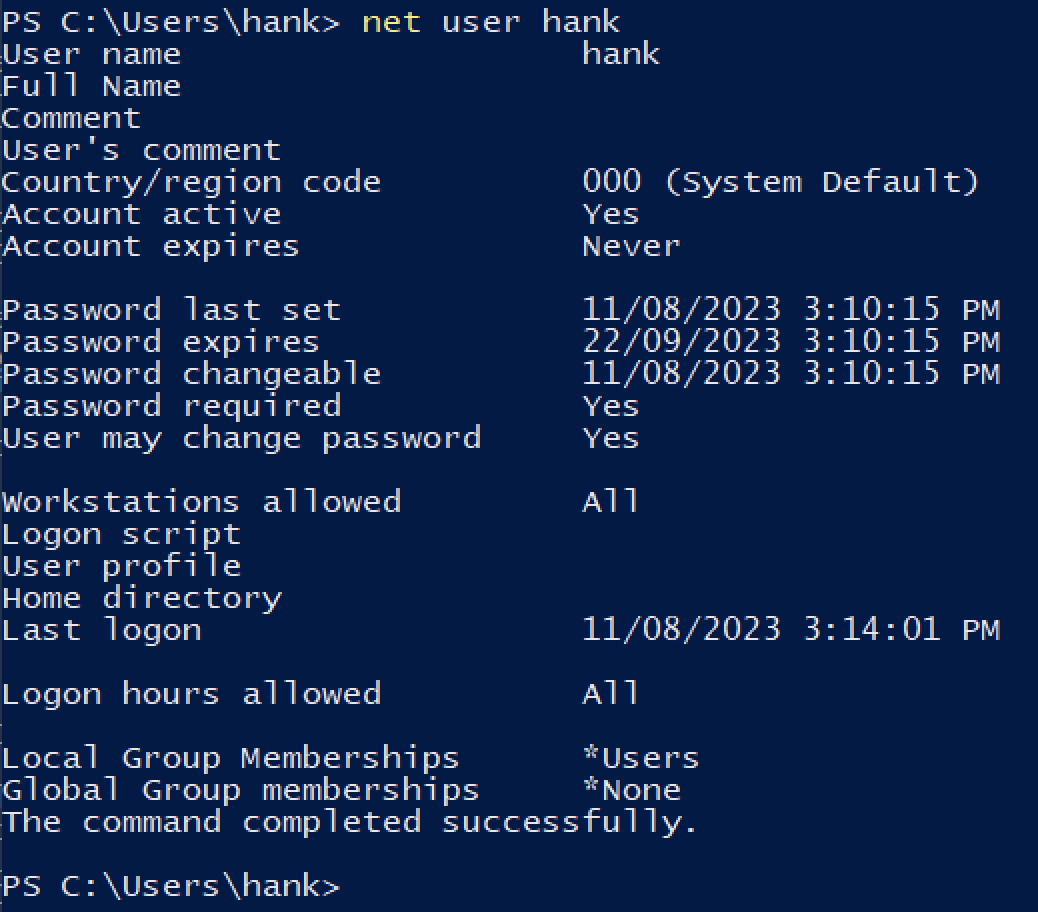 PS C:\Users\hank> net user hank
User name                    hank
Full Name
Comment
User's comment
Country/region code          000 (System Default)
Account active               Yes
Account expires              Never

Password last set            11/08/2023 3:10:15 PM
Password expires             22/09/2023 3:10:15 PM
Password changeable          11/08/2023 3:10:15 PM
Password required            Yes
User may change password     Yes

Workstations allowed         All
Logon script
User profile
Home directory
Last logon                   11/08/2023 3:14:01 PM

Logon hours allowed          All

Local Group Memberships      *Users
Global Group memberships     *None
The command completed successfully.

PS C:\Users\hank>